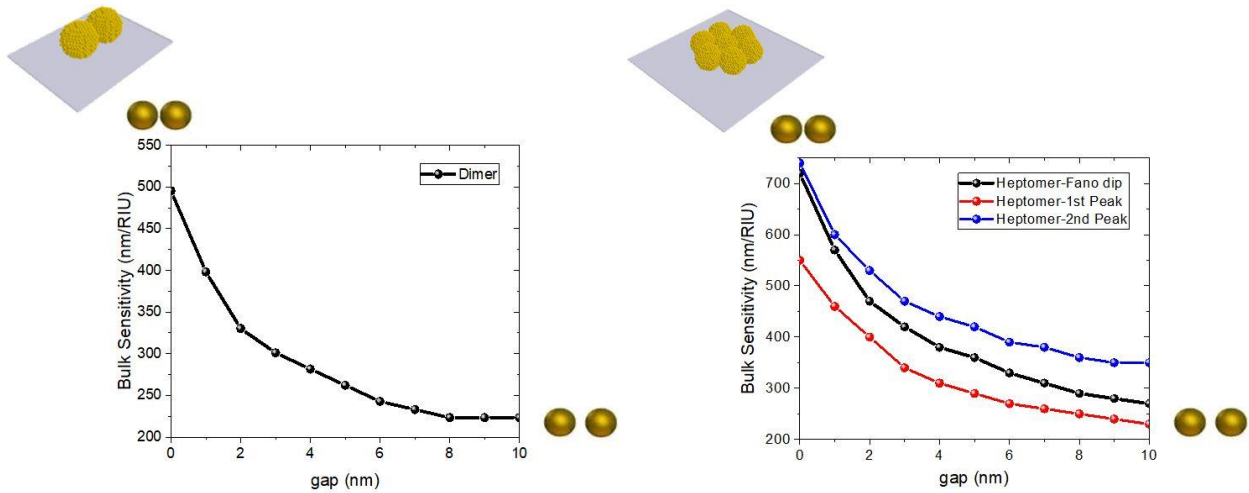 550
500
450
400
350
300
250
200
Bulk Sensitivity (nm/RIU)
Dimer
0 2 4 6 8 10
gap (nm)
700
600
500
400
300
200
Bulk Sensitivity (nm/RIU)
Heptomer-Fano dip
Heptomer-1st Peak
Heptomer-2nd Peak
0 2 4 6 8 10
gap (nm)